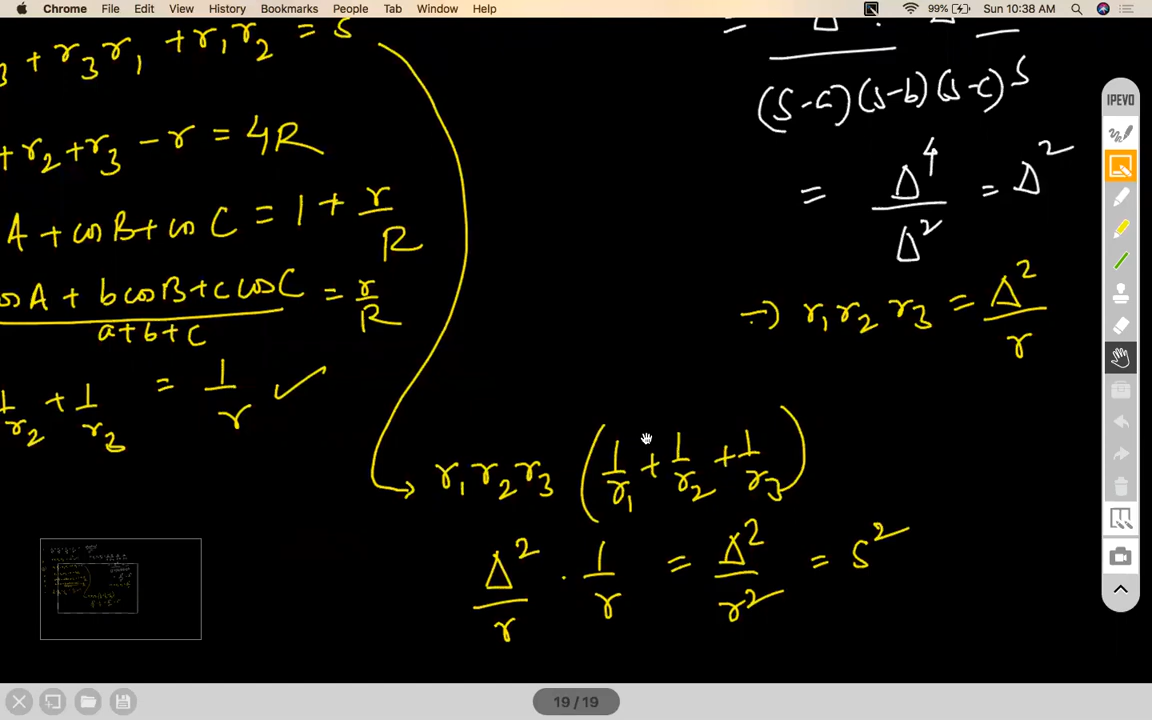 Chrome File Edit View History Bookmarks People Tab Window Help 99% Sun 10:38 AM
3 + r₃r₁ + r₁r₂ = s
+ r₂ + r₃ - r = 4R
A + cos B + cos C = 1 + r/R
cos A + b cos B + c cos C / a+b+c = r/R
1/r₂ + 1/r₃ = 1/r ✓
(s-a)(s-b)(s-c) s
= Δ⁴/Δ² = Δ²
→ r₁r₂r₃ = Δ²/r
→ r₁r₂r₃ (1/r₁ + 1/r₂ + 1/r₃)
Δ²/r · 1/r = Δ²/r² = s²
IPEVO
19 / 19